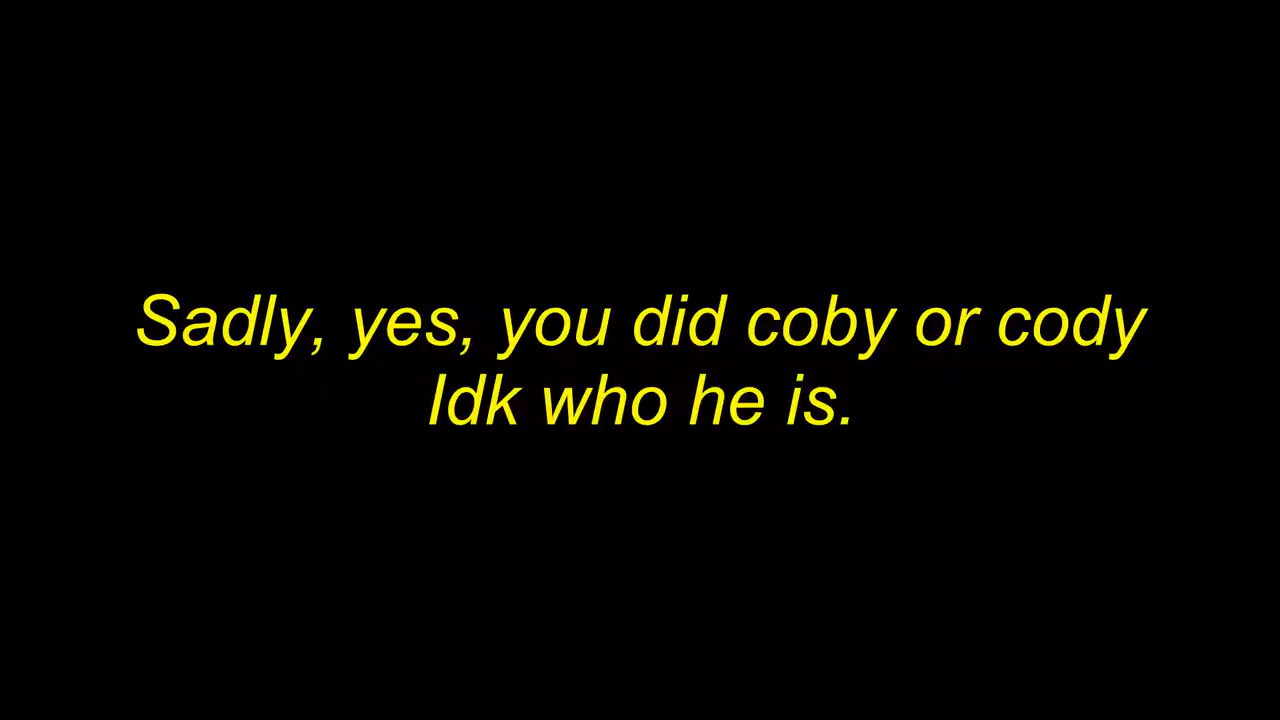 Sadly, yes, you did coby or cody
Idk who he is.